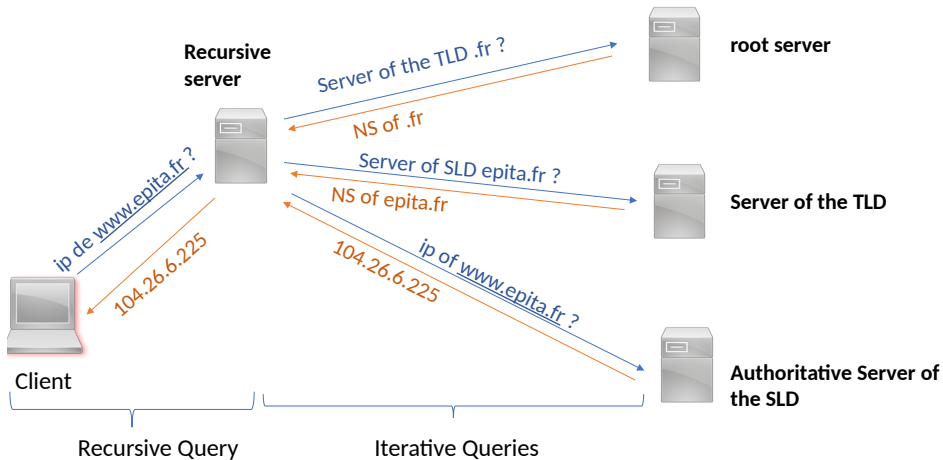 Recursive
server
root server
Server of the TLD .fr ?
NS of .fr
Server of SLD epita.fr ?
NS of epita.fr
Server of the TLD
ip de www.epita.fr ?
104.26.6.225
ip of www.epita.fr ?
104.26.6.225
Client
Authoritative Server of
the SLD
Recursive Query
Iterative Queries